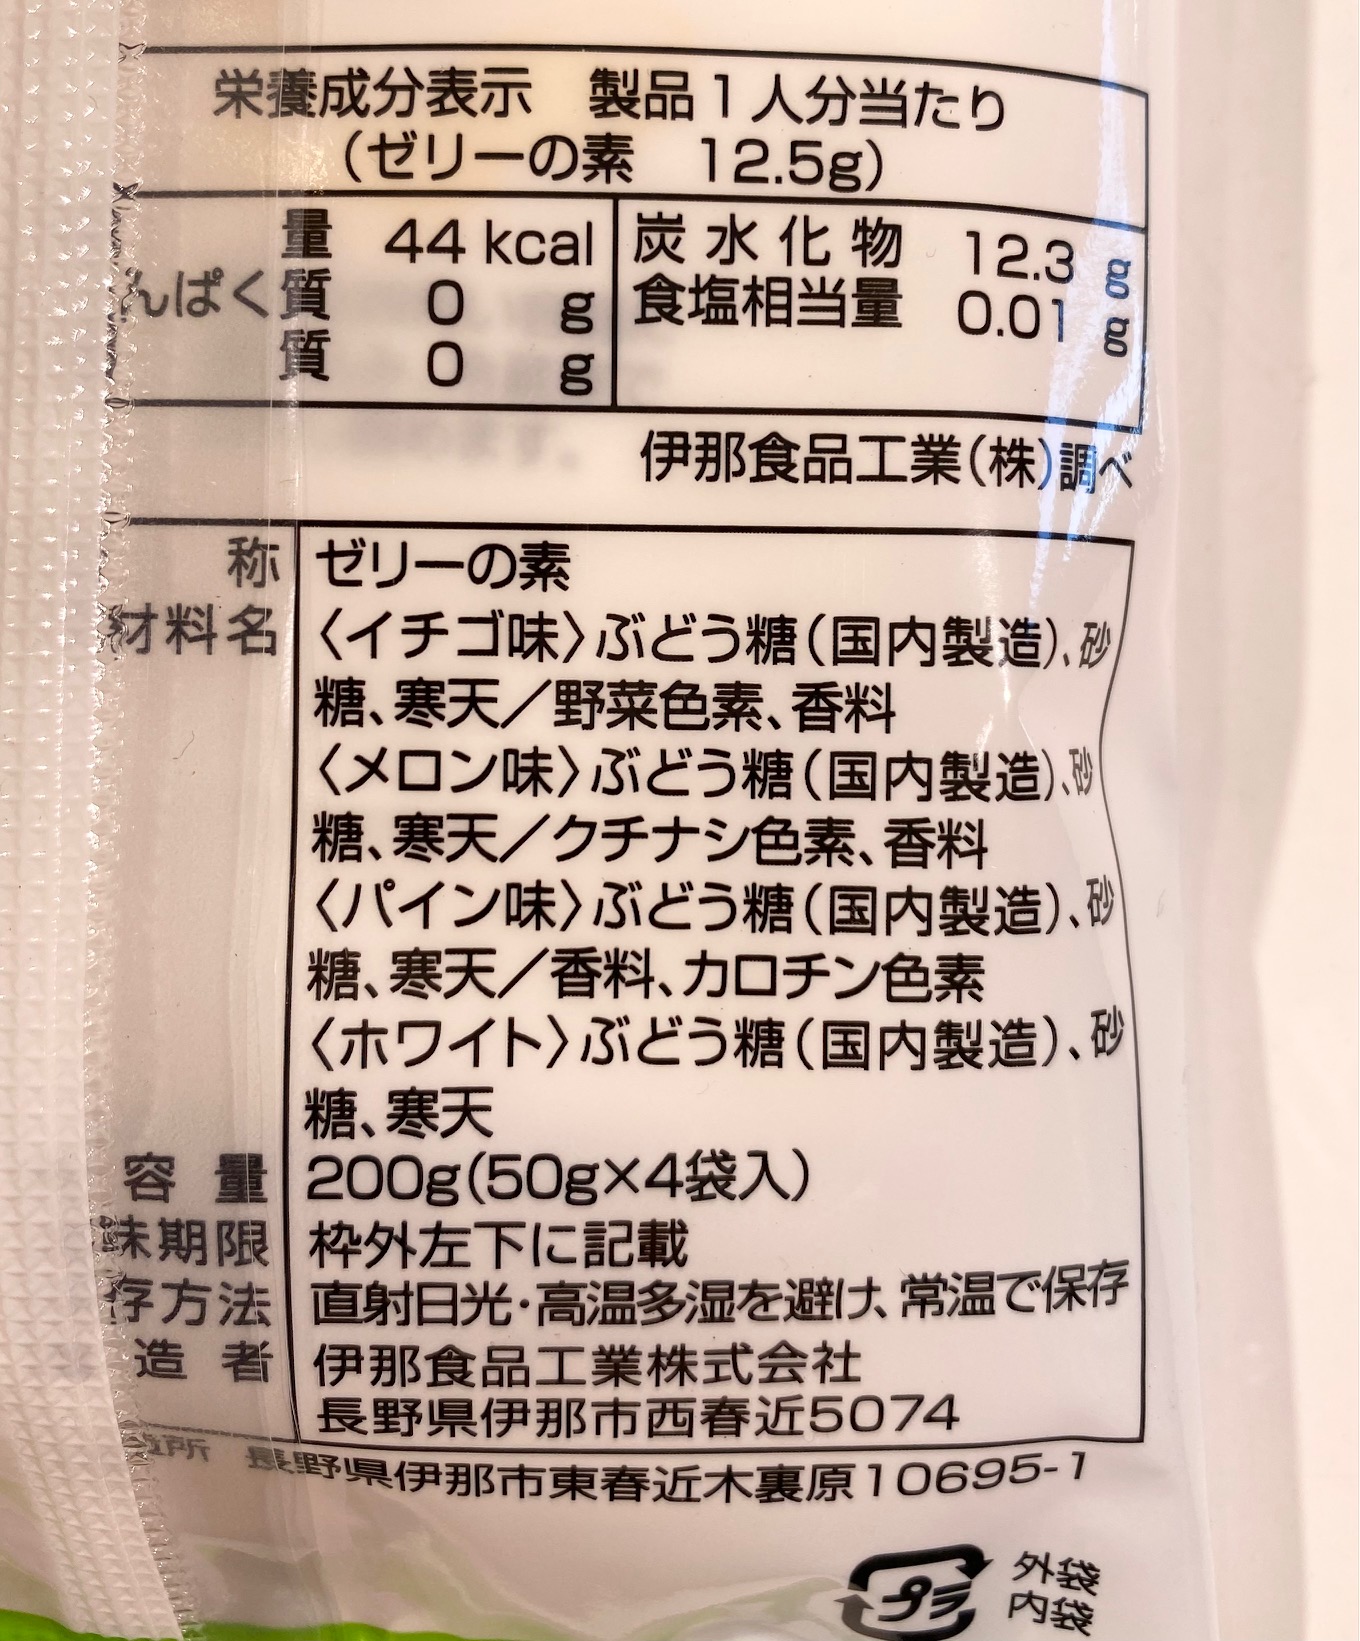 栄養成分表示　製品1人分当たり
(ゼリーの素　12.5g)
量　44 kcal　炭水化物　12.3 g
んぱく質　0 g　食塩相当量　0.01 g
質　0 g
伊那食品工業(株)調べ
称　ゼリーの素
材料名　〈イチゴ味〉ぶどう糖(国内製造)、砂
糖、寒天／野菜色素、香料
〈メロン味〉ぶどう糖(国内製造)、砂
糖、寒天／クチナシ色素、香料
〈パイン味〉ぶどう糖(国内製造)、砂
糖、寒天／香料、カロチン色素
〈ホワイト〉ぶどう糖(国内製造)、砂
糖、寒天
容量　200g(50g×4袋入)
味期限　枠外左下に記載
存方法　直射日光・高温多湿を避け、常温で保存
造者　伊那食品工業株式会社
長野県伊那市西春近5074
造所　長野県伊那市東春近木裏原10695-1
プラ　外袋
内袋